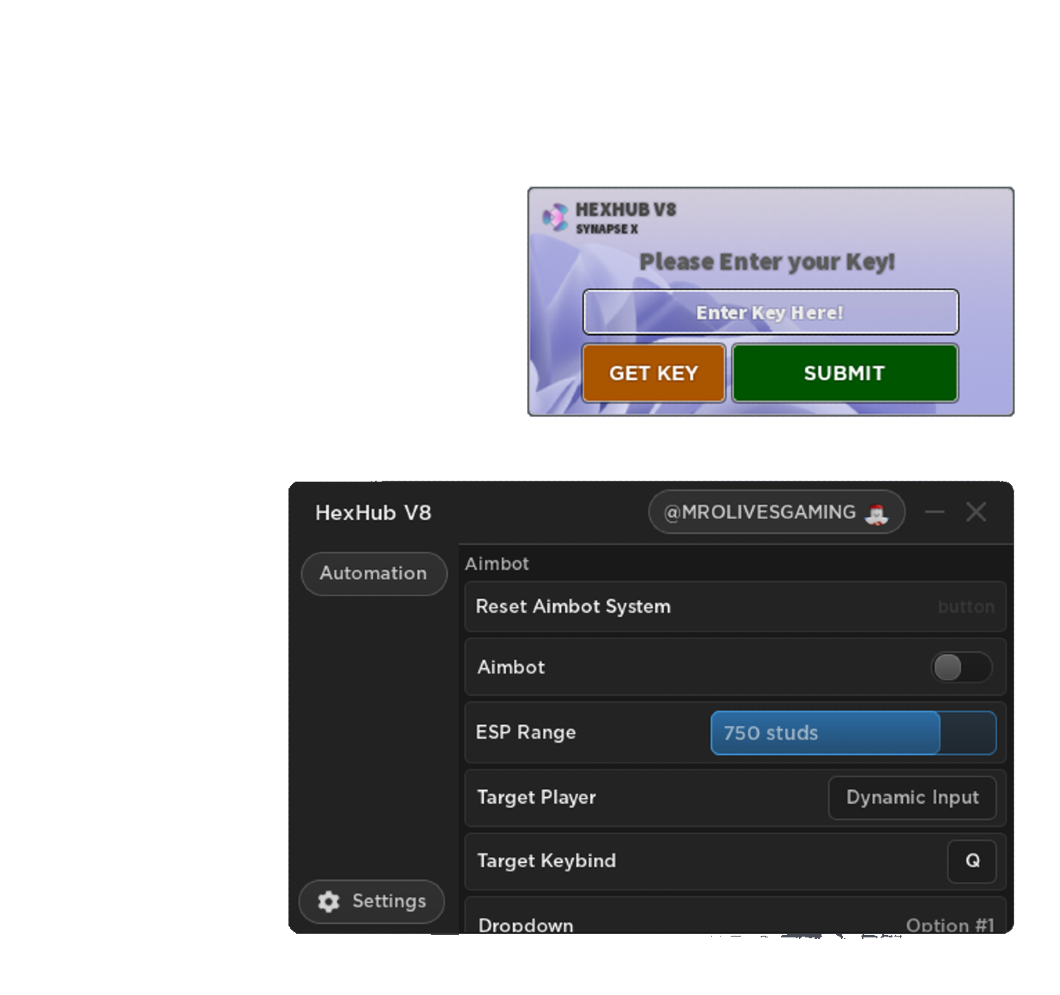 HEXHUB V8
SYNAPSE X
Please Enter your Key!
Enter Key Here!
GET KEY SUBMIT
HexHub V8 @MROLIVESGAMING
Automation
Aimbot
Reset Aimbot System button
Aimbot
ESP Range 750 studs
Target Player Dynamic Input
Target Keybind Q
Settings
Dropdown Option #1